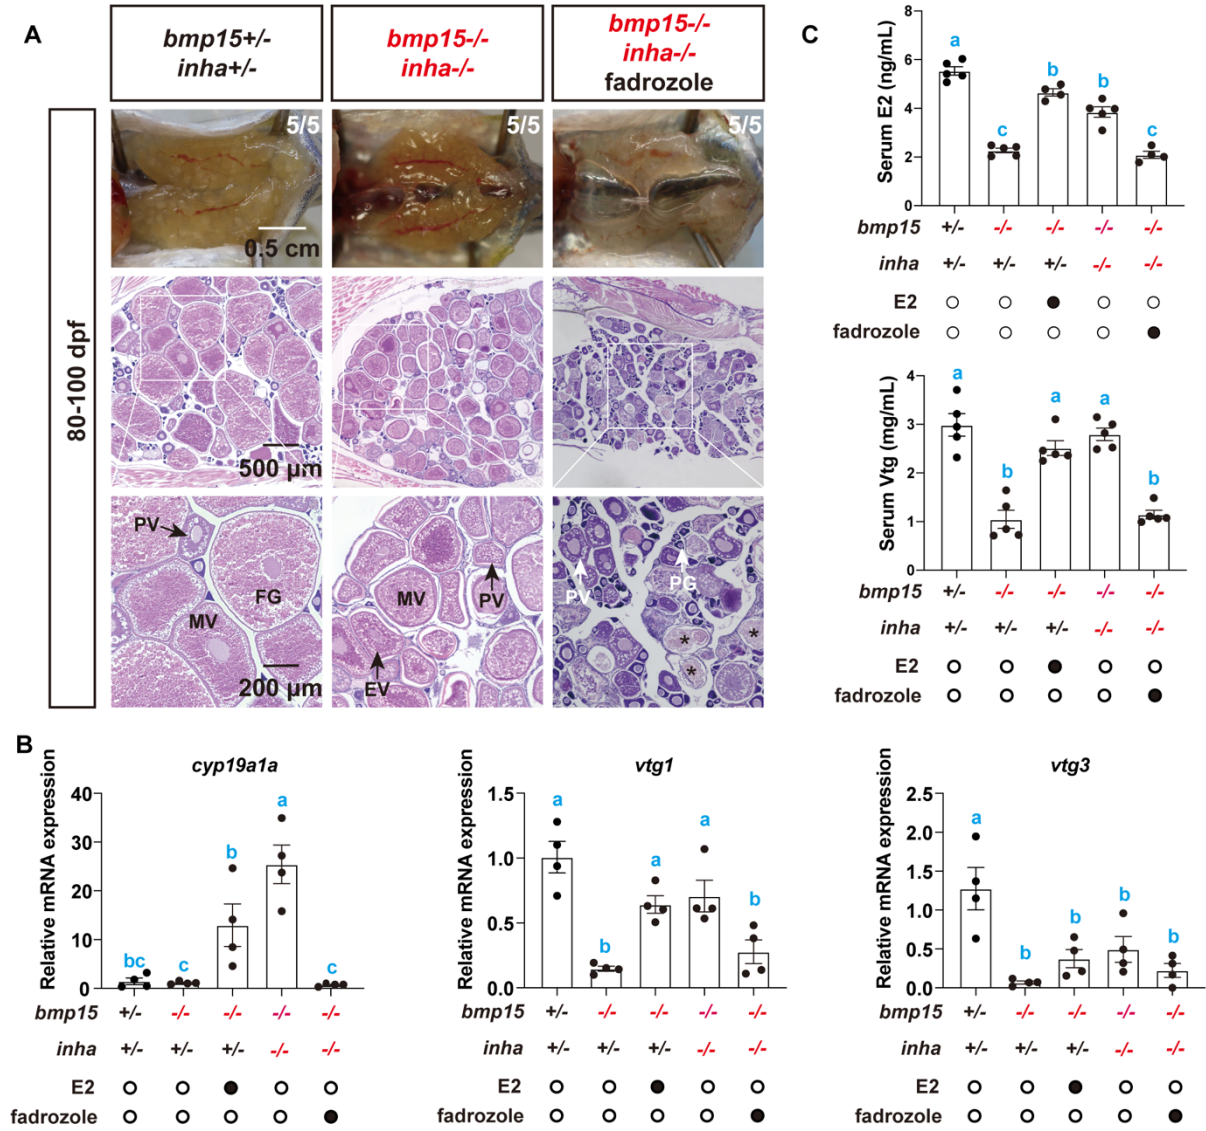 A
bmp15+/-
inha+/-
bmp15-/-
inha-/-
bmp15-/-
inha-/-
fadrozole
80-100 dpf
5/5
5/5
5/5
0.5 cm
500 µm
PV
FG
MV
200 µm
MV
PV
EV
PV
PG
*
*
*
C
Serum E2 (ng/mL)
8
6
4
2
0
a
c
b
b
c
bmp15 +/- -/- -/- -/- -/-
inha +/- +/- +/- -/- -/-
E2
fadrozole
Serum Vtg (mg/mL)
4
3
2
1
0
a
b
a
a
b
bmp15 +/- -/- -/- -/- -/-
inha +/- +/- +/- -/- -/-
E2
fadrozole
B
cyp19a1a
Relative mRNA expression
40
30
20
10
0
bc
c
b
a
c
bmp15 +/- -/- -/- -/- -/-
inha +/- +/- +/- -/- -/-
E2
fadrozole
vtg1
Relative mRNA expression
1.5
1.0
0.5
0.0
a
b
a
a
b
bmp15 +/- -/- -/- -/- -/-
inha +/- +/- +/- -/- -/-
E2
fadrozole
vtg3
Relative mRNA expression
2.5
2.0
1.5
1.0
0.5
0.0
a
b
b
b
b
bmp15 +/- -/- -/- -/- -/-
inha +/- +/- +/- -/- -/-
E2
fadrozole